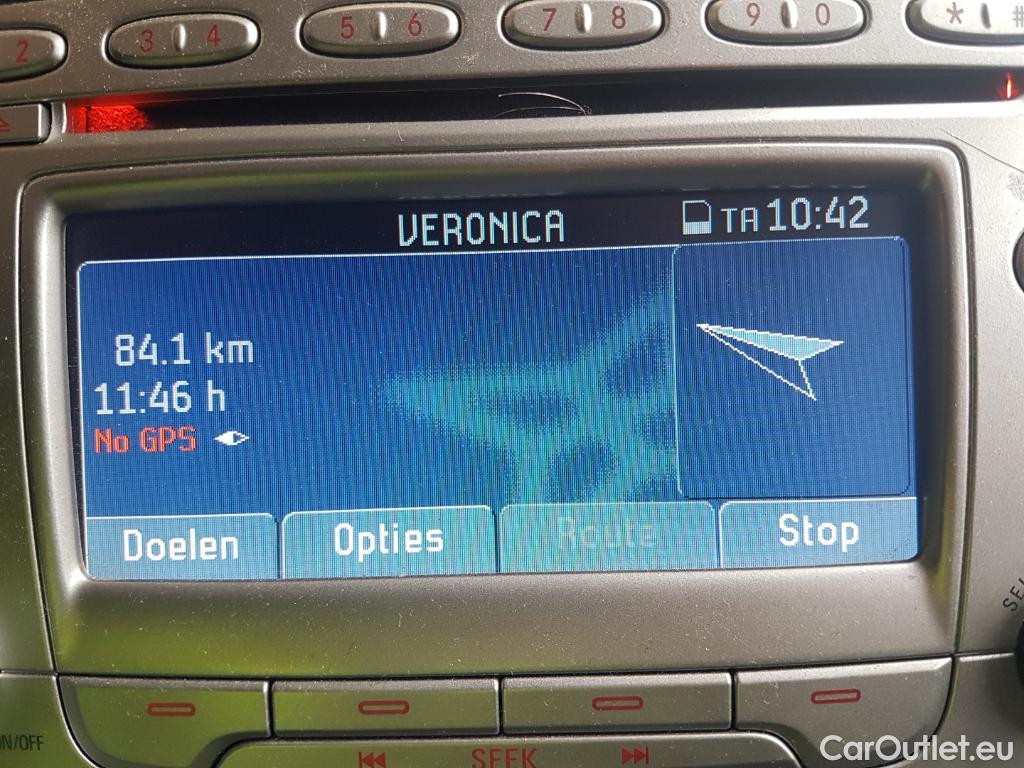 2 3 4 5 6 7 8 9 0 * #
VERONICA TA 10:42
84.1 km
11:46 h
No GPS
Doelen Opties Route Stop
N/OFF SEEK SEL
CarOutlet.eu